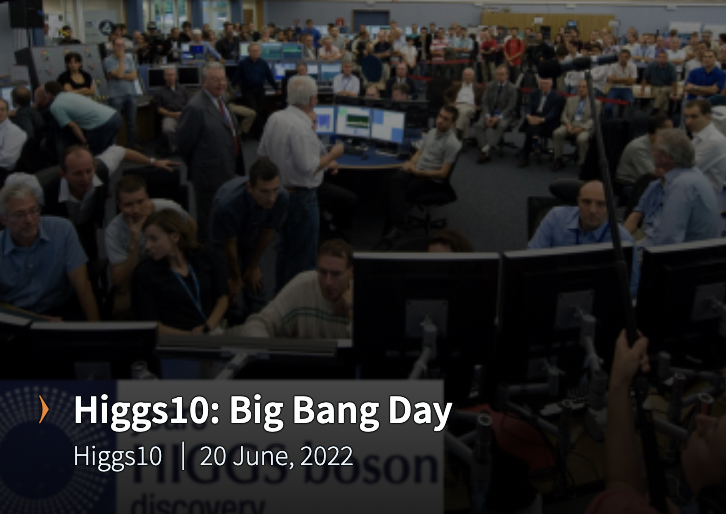 Higgs10: Big Bang Day
Higgs10 | 20 June, 2022
HIGGS boson
discovery